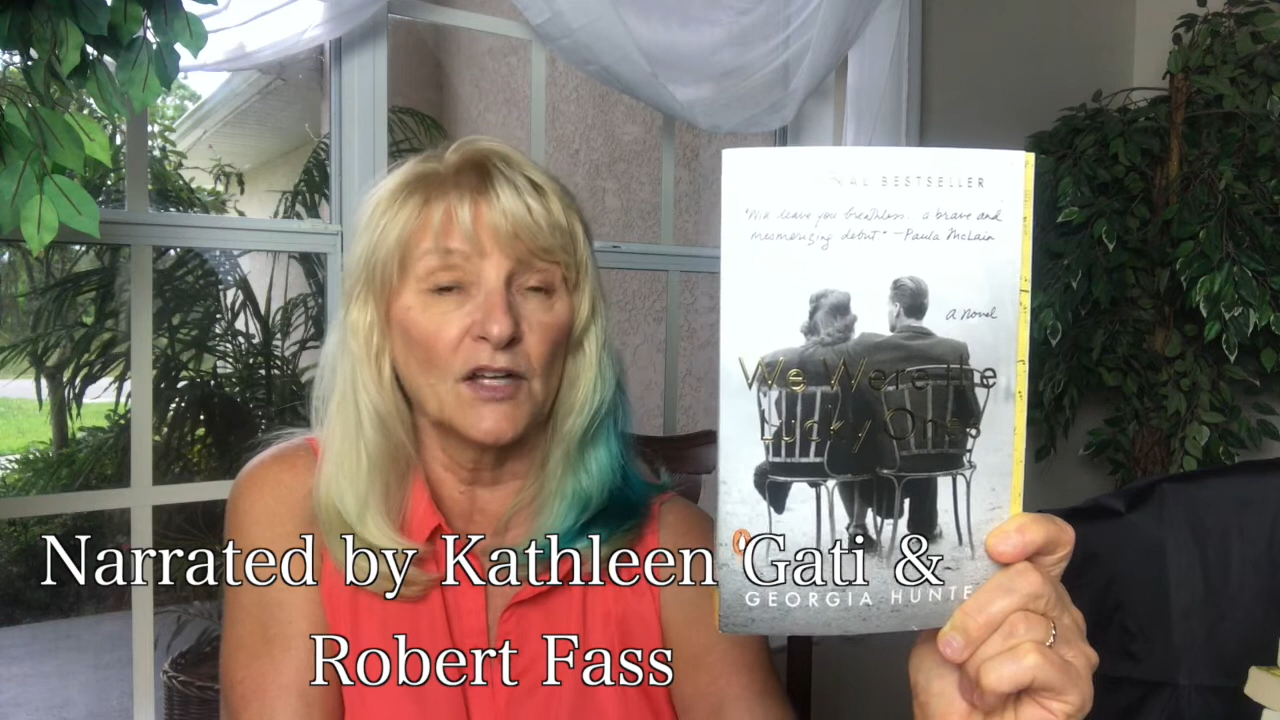 NAL BESTSELLER
"Will leave you breathless... a brave and
mesmerizing debut." —Paula McLain
a novel
We Were the
Lucky Ones
Narrated by Kathleen Gati &
GEORGIA HUNTE
Robert Fass